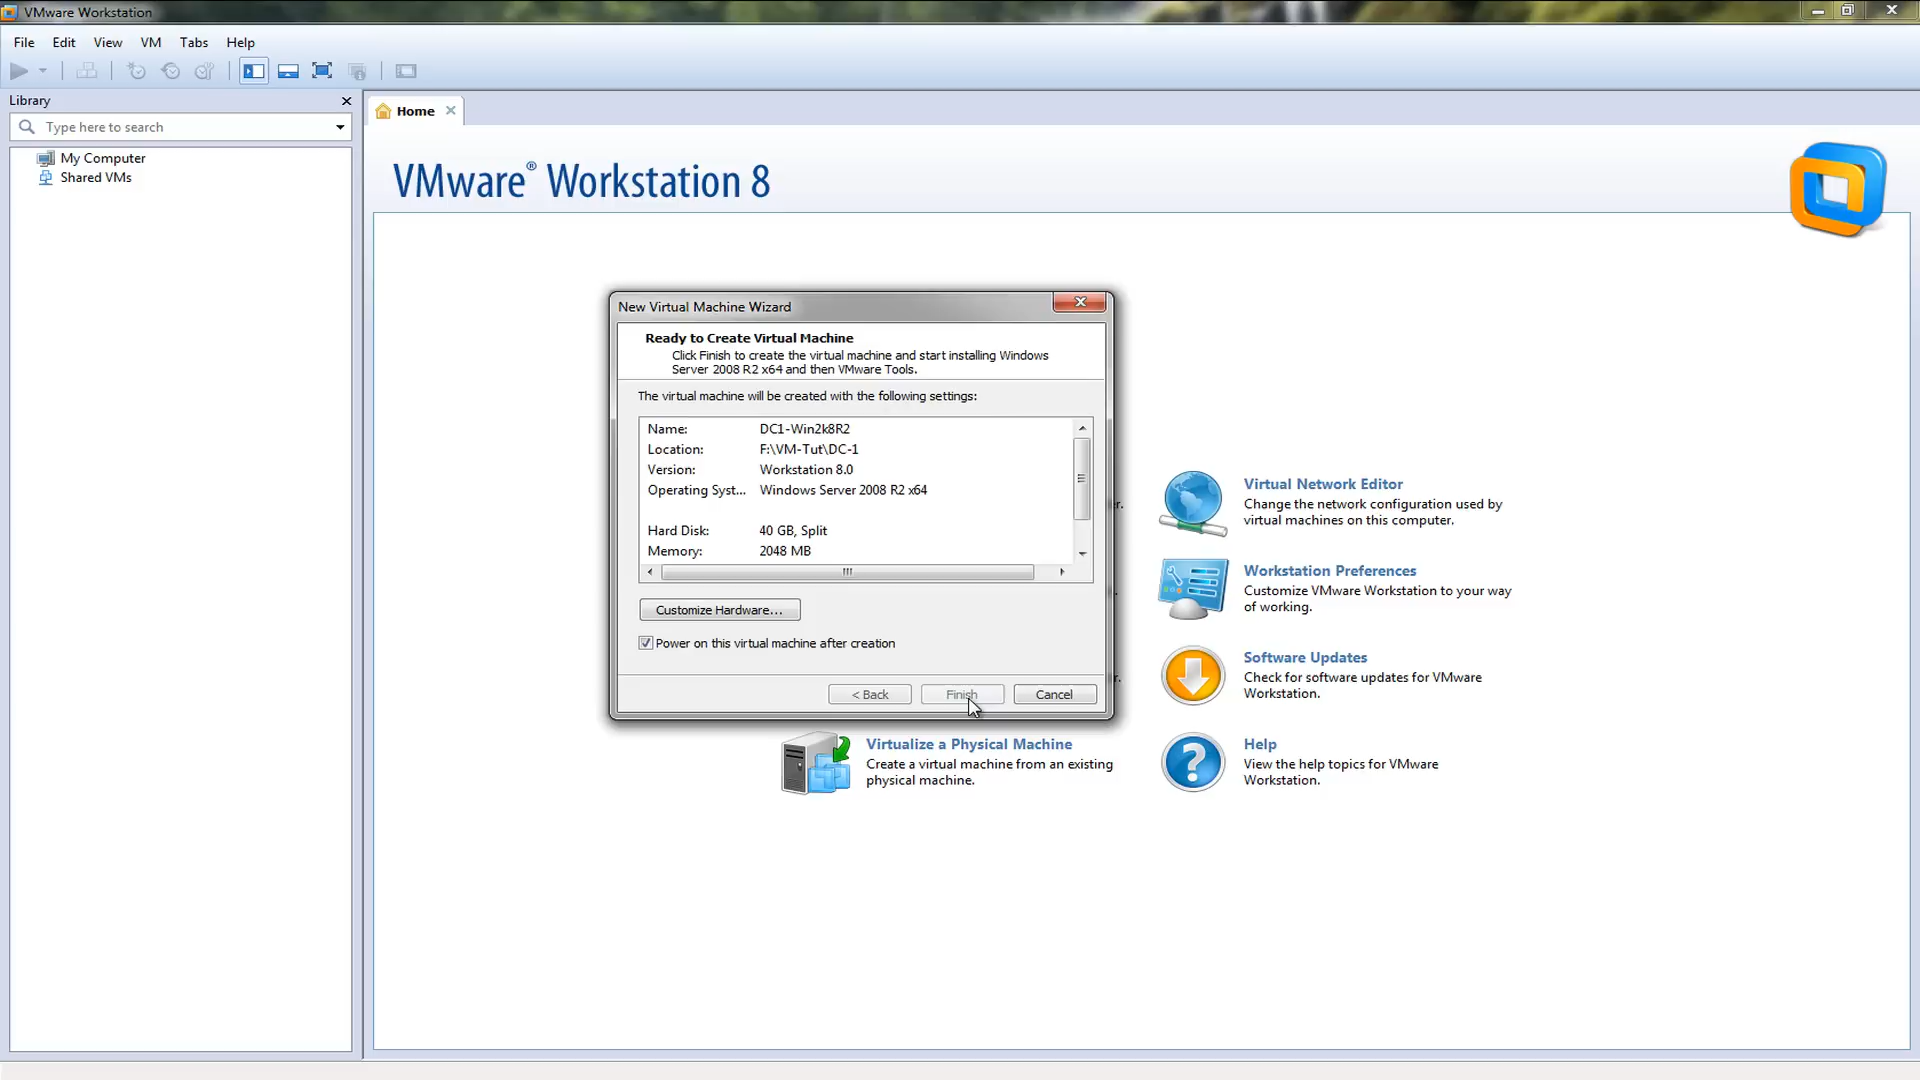 VMware Workstation
File Edit View VM Tabs Help
Library
Type here to search
My Computer
Shared VMs
Home
VMware® Workstation 8
New Virtual Machine Wizard
Ready to Create Virtual Machine
Click Finish to create the virtual machine and start installing Windows
Server 2008 R2 x64 and then VMware Tools.
The virtual machine will be created with the following settings:
Name: DC1-Win2k8R2
Location: F:\VM-Tut\DC-1
Version: Workstation 8.0
Operating Syst... Windows Server 2008 R2 x64
Hard Disk: 40 GB, Split
Memory: 2048 MB
Customize Hardware...
Power on this virtual machine after creation
< Back Finish Cancel
Virtualize a Physical Machine
Create a virtual machine from an existing
physical machine.
Virtual Network Editor
Change the network configuration used by
virtual machines on this computer.
Workstation Preferences
Customize VMware Workstation to your way
of working.
Software Updates
Check for software updates for VMware
Workstation.
Help
View the help topics for VMware
Workstation.